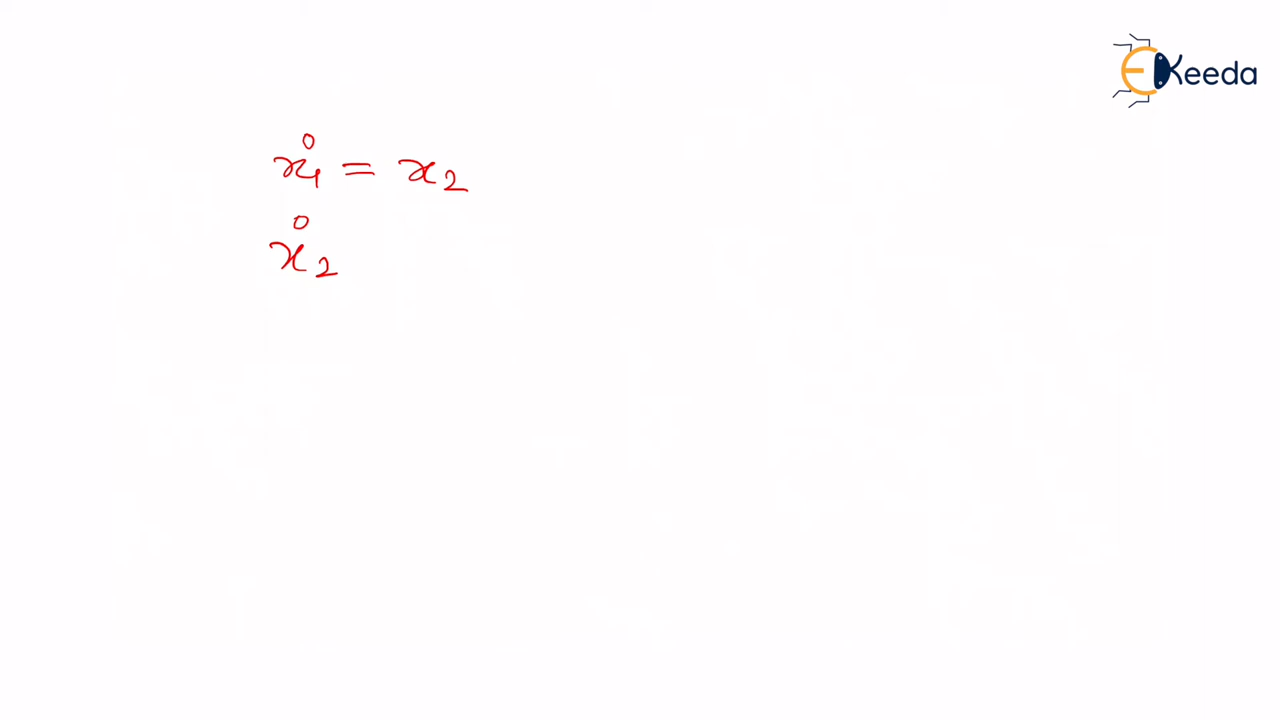 EKeeda
ẋ₁ = x₂
ẋ₂